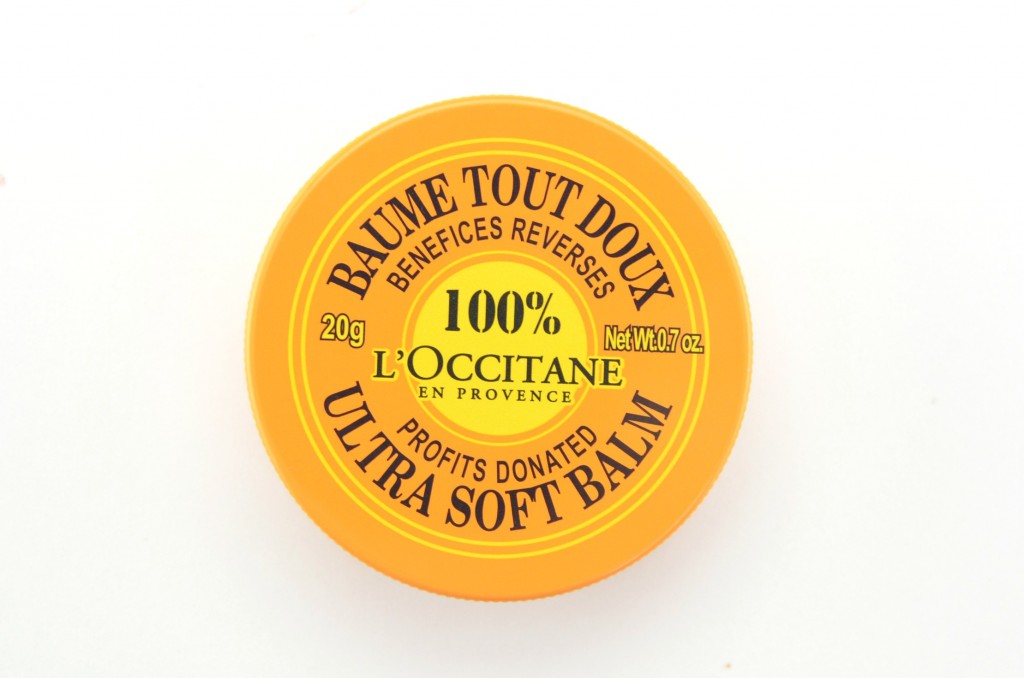 BAUME TOUT DOUX
BENEFICES REVERSES
100%
20g
Net Wt.0.7 oz.
L'OCCITANE
EN PROVENCE
PROFITS DONATED
ULTRA SOFT BALM